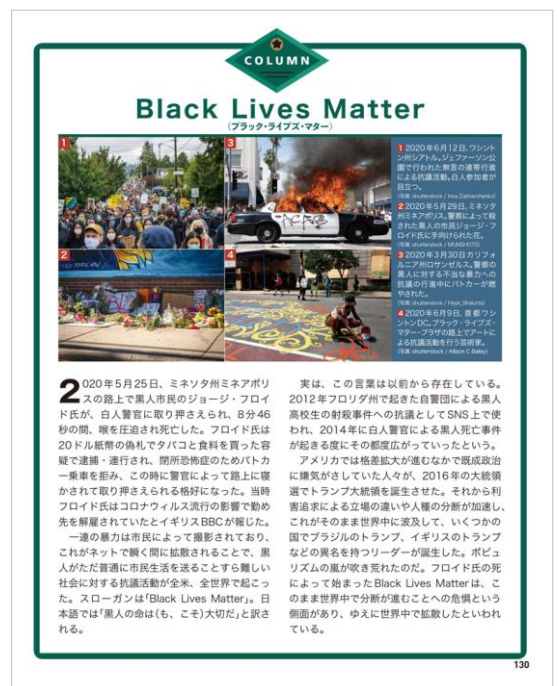 COLUMN
Black Lives Matter
（ブラック・ライブズ・マター）
1
3
2
4
1 2020年6月12日、ワシント
ン州シアトル。ジェファーソン公
園で行われた無言の連帯行進
による抗議活動。白人参加者が
目立つ。
2 2020年5月29日、ミネソタ
州ミネアポリス。警察によって殺
された黒人の市民ジョージ・フ
ロイド氏に手向けられた花。
3 2020年3月30日カリフォ
ルニア州ロサンゼルス。警察の
黒人に対する不当な暴力への
抗議の行進中にパトカーが燃
やされた。
4 2020年6月9日、首都ワシ
ントンDC。ブラック・ライブズ・
マター・プラザの路上でアートに
よる抗議活動を行う芸術家。
2020年5月25日、ミネソタ州ミネアポリ
スの路上で黒人市民のジョージ・フロイ
ド氏が、白人警官に取り押さえられ、8分46
秒の間、喉を圧迫され死亡した。フロイド氏は
20ドル紙幣の偽札でタバコと食料を買った容
疑で逮捕・連行され、閉所恐怖症のためパトカ
ー乗車を拒み、この時に警官によって路上に寝
かされて取り押さえられる格好になった。当時
フロイド氏はコロナウィルス流行の影響で勤め
先を解雇されていたとイギリスBBCが報じた。
一連の暴力は市民によって撮影されており、
これがネットで瞬く間に拡散されることで、黒
人がただ普通に市民生活を送ることすら難しい
社会に対する抗議活動が全米、全世界で起こっ
た。スローガンは「Black Lives Matter」。日
本語では「黒人の命は（も、こそ）大切だ」と訳さ
れる。
実は、この言葉は以前から存在している。
2012年フロリダ州で起きた自警団による黒人
高校生の射殺事件への抗議としてSNS上で使
われ、2014年に白人警官による黒人死亡事件
が起きる度にその都度広がっていったという。
アメリカでは格差拡大が進むなかで既成政治
に嫌気がさしていた人々が、2016年の大統領
選でトランプ大統領を誕生させた。それから利
害追求による立場の違いや人種の分断が加速し、
これがそのまま世界中に波及して、いくつかの
国でブラジルのトランプ、イギリスのトランプ
などの異名を持つリーダーが誕生した。ポピュ
リズムの嵐が吹き荒れたのだ。フロイド氏の死
によって始まったBlack Lives Matterは、こ
のまま世界中で分断が進むことへの危惧という
側面があり、ゆえに世界中で拡散したといわれ
ている。
130